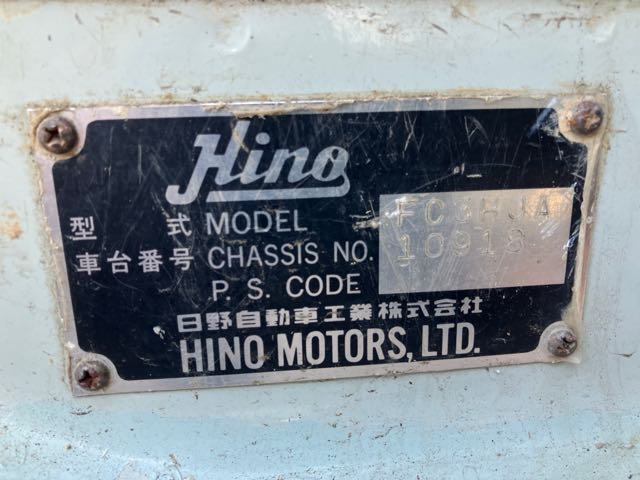 Hino
型 式 MODEL FC3HJA
車台番号 CHASSIS NO. 10918
P. S. CODE
日野自動車工業株式会社
HINO MOTORS, LTD.